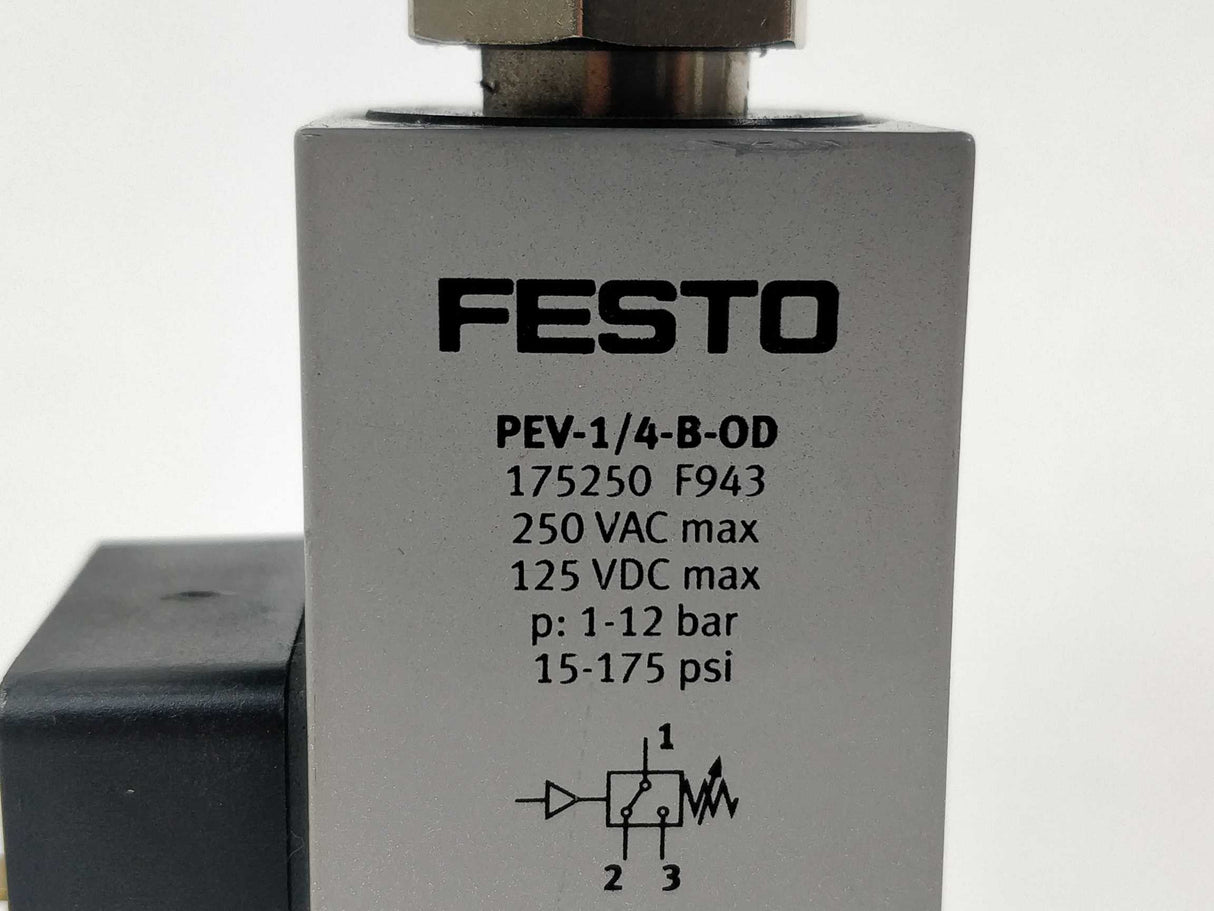 FESTO
PEV-1/4-B-OD
175250 F943
250 VAC max
125 VDC max
p: 1-12 bar
15-175 psi
1
2 3